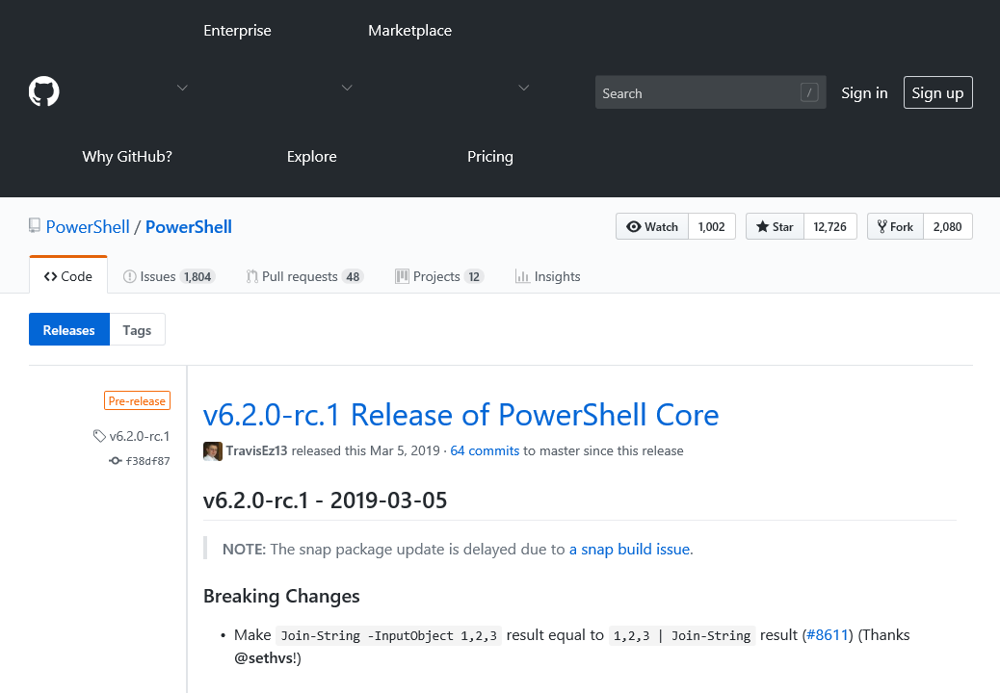 Enterprise Marketplace
Search / Sign in Sign up
Why GitHub? Explore Pricing
PowerShell / PowerShell Watch 1,002 Star 12,726 Fork 2,080
Code Issues 1,804 Pull requests 48 Projects 12 Insights
Releases Tags
Pre-release
v6.2.0-rc.1
f38df87
v6.2.0-rc.1 Release of PowerShell Core
TravisEz13 released this Mar 5, 2019 · 64 commits to master since this release
v6.2.0-rc.1 - 2019-03-05
NOTE: The snap package update is delayed due to a snap build issue.
Breaking Changes
• Make Join-String -InputObject 1,2,3 result equal to 1,2,3 | Join-String result (#8611) (Thanks
@sethvs!)